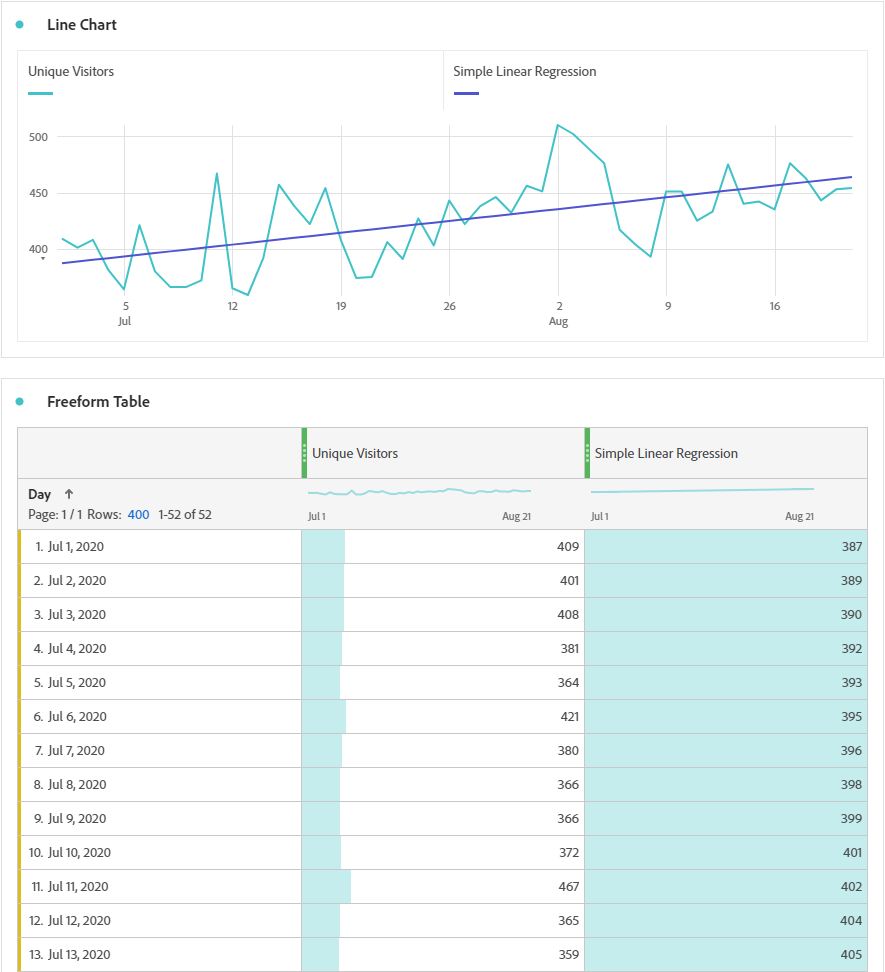 Line Chart
Unique Visitors Simple Linear Regression
500
450
400
5 12 19 26 2 9 16
Jul Aug
Freeform Table
Unique Visitors Simple Linear Regression
Day ↑
Page: 1 / 1 Rows: 400 1-52 of 52 Jul 1 Aug 21 Jul 1 Aug 21
1. Jul 1, 2020 409 387
2. Jul 2, 2020 401 389
3. Jul 3, 2020 408 390
4. Jul 4, 2020 381 392
5. Jul 5, 2020 364 393
6. Jul 6, 2020 421 395
7. Jul 7, 2020 380 396
8. Jul 8, 2020 366 398
9. Jul 9, 2020 366 399
10. Jul 10, 2020 372 401
11. Jul 11, 2020 467 402
12. Jul 12, 2020 365 404
13. Jul 13, 2020 359 405